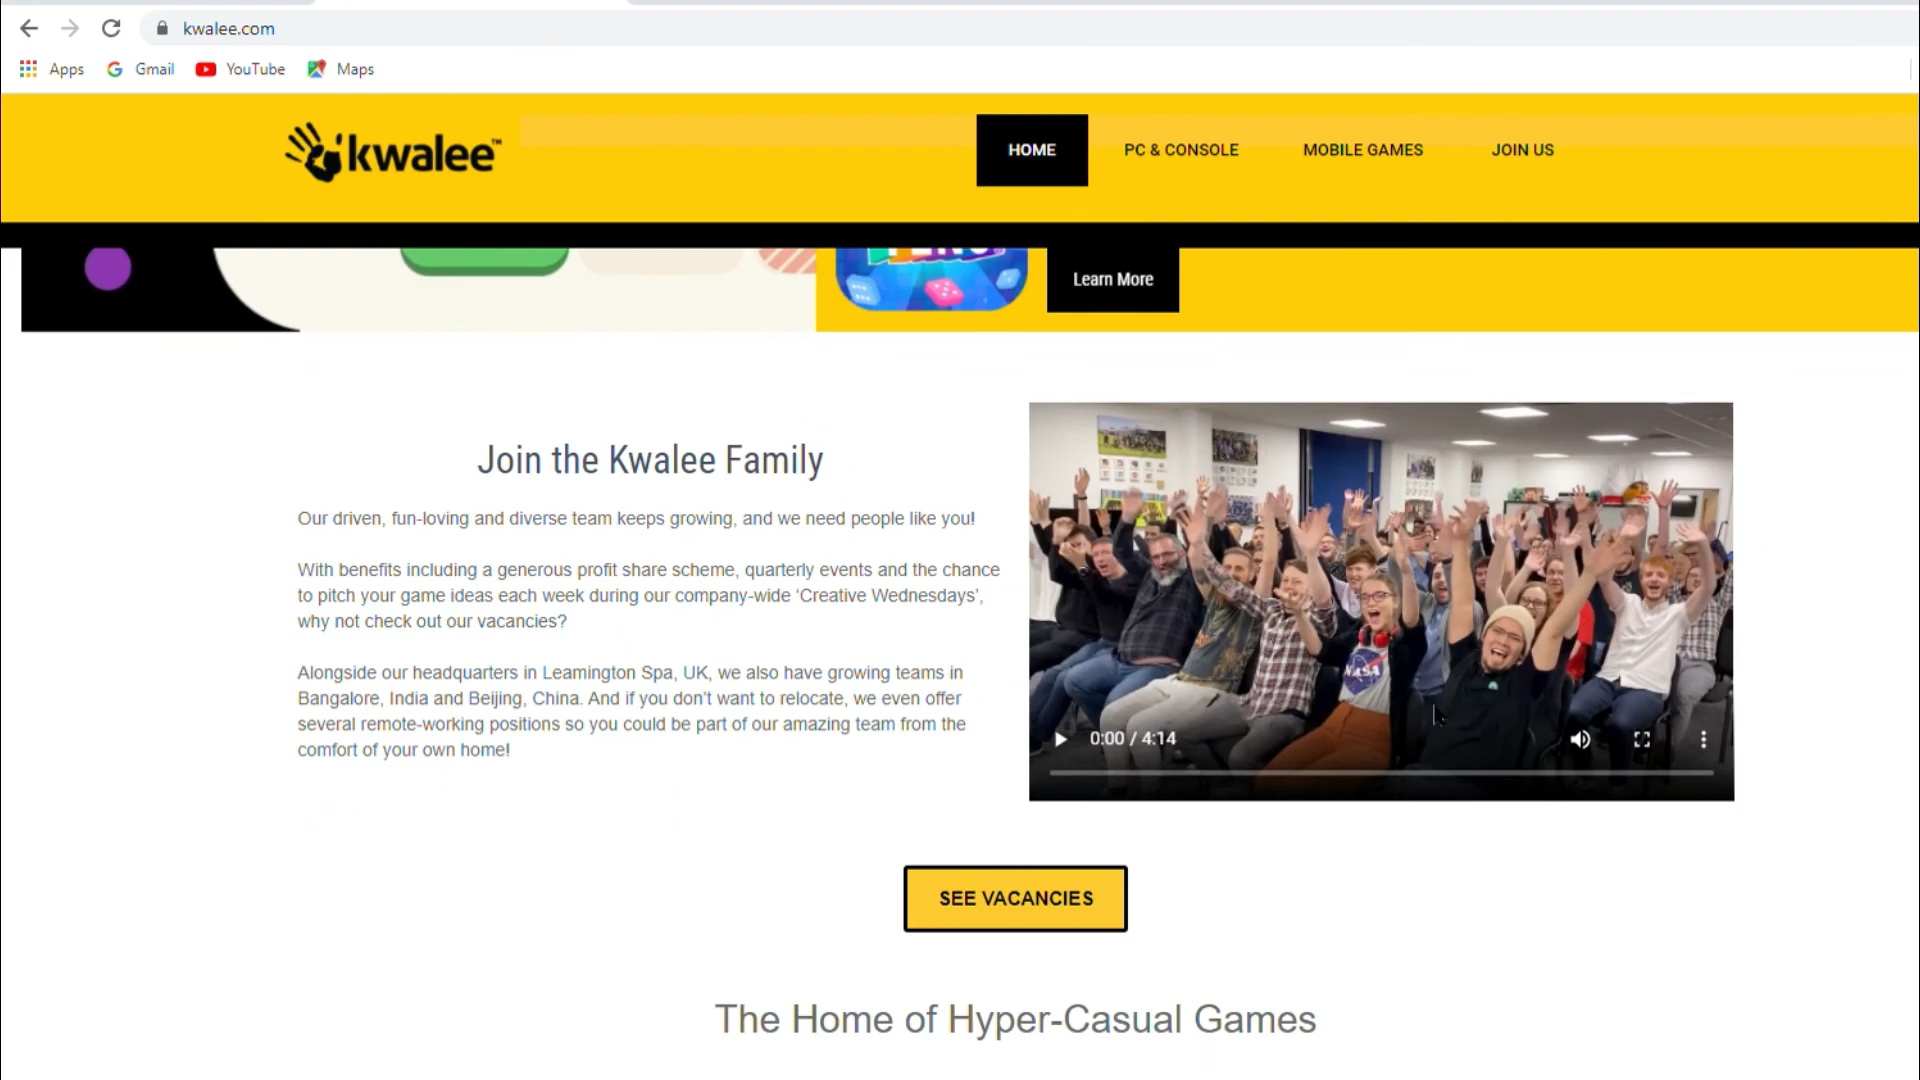 kwalee.com
Apps Gmail YouTube Maps
kwalee™ HOME PC & CONSOLE MOBILE GAMES JOIN US
Learn More
Join the Kwalee Family
Our driven, fun-loving and diverse team keeps growing, and we need people like you!
With benefits including a generous profit share scheme, quarterly events and the chance
to pitch your game ideas each week during our company-wide ‘Creative Wednesdays’,
why not check out our vacancies?
Alongside our headquarters in Leamington Spa, UK, we also have growing teams in
Bangalore, India and Beijing, China. And if you don’t want to relocate, we even offer
several remote-working positions so you could be part of our amazing team from the
comfort of your own home!
NASA
0:00 / 4:14
SEE VACANCIES
The Home of Hyper-Casual Games